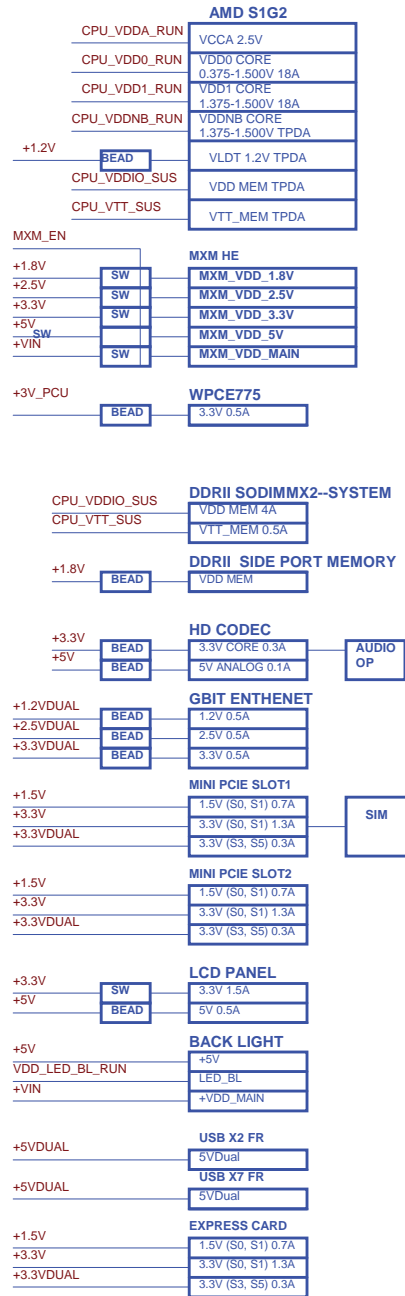 AMD S1G2
CPU_VDDA_RUN
VCCA 2.5V
CPU_VDD0_RUN
VDD0 CORE
0.375-1.500V 18A
CPU_VDD1_RUN
VDD1 CORE
1.375-1.500V 18A
CPU_VDDNB_RUN
VDDNB CORE
1.375-1.500V TPDA
+1.2V
BEAD
VLDT 1.2V TPDA
CPU_VDDIO_SUS
VDD MEM TPDA
CPU_VTT_SUS
VTT_MEM TPDA
MXM_EN
MXM HE
+1.8V
SW
MXM_VDD_1.8V
+2.5V
SW
MXM_VDD_2.5V
+3.3V
SW
MXM_VDD_3.3V
+5V
SW
MXM_VDD_5V
+VIN
SW
MXM_VDD_MAIN
+3V_PCU
WPCE775
BEAD
3.3V 0.5A
DDRII SODIMMX2--SYSTEM
CPU_VDDIO_SUS
VDD MEM 4A
CPU_VTT_SUS
VTT_MEM 0.5A
DDRII SIDE PORT MEMORY
+1.8V
BEAD
VDD MEM
HD CODEC
+3.3V
BEAD
3.3V CORE 0.3A
AUDIO
OP
+5V
BEAD
5V ANALOG 0.1A
GBIT ENTHENET
+1.2VDUAL
BEAD
1.2V 0.5A
+2.5VDUAL
BEAD
2.5V 0.5A
+3.3VDUAL
BEAD
3.3V 0.5A
MINI PCIE SLOT1
+1.5V
1.5V (S0, S1) 0.7A
+3.3V
3.3V (S0, S1) 1.3A
SIM
+3.3VDUAL
3.3V (S3, S5) 0.3A
MINI PCIE SLOT2
+1.5V
1.5V (S0, S1) 0.7A
+3.3V
3.3V (S0, S1) 1.3A
+3.3VDUAL
3.3V (S3, S5) 0.3A
LCD PANEL
+3.3V
SW
3.3V 1.5A
+5V
BEAD
5V 0.5A
BACK LIGHT
+5V
+5V
VDD_LED_BL_RUN
LED_BL
+VIN
+VDD_MAIN
USB X2 FR
+5VDUAL
5VDual
USB X7 FR
+5VDUAL
5VDual
EXPRESS CARD
+1.5V
1.5V (S0, S1) 0.7A
+3.3V
3.3V (S0, S1) 1.3A
+3.3VDUAL
3.3V (S3, S5) 0.3A